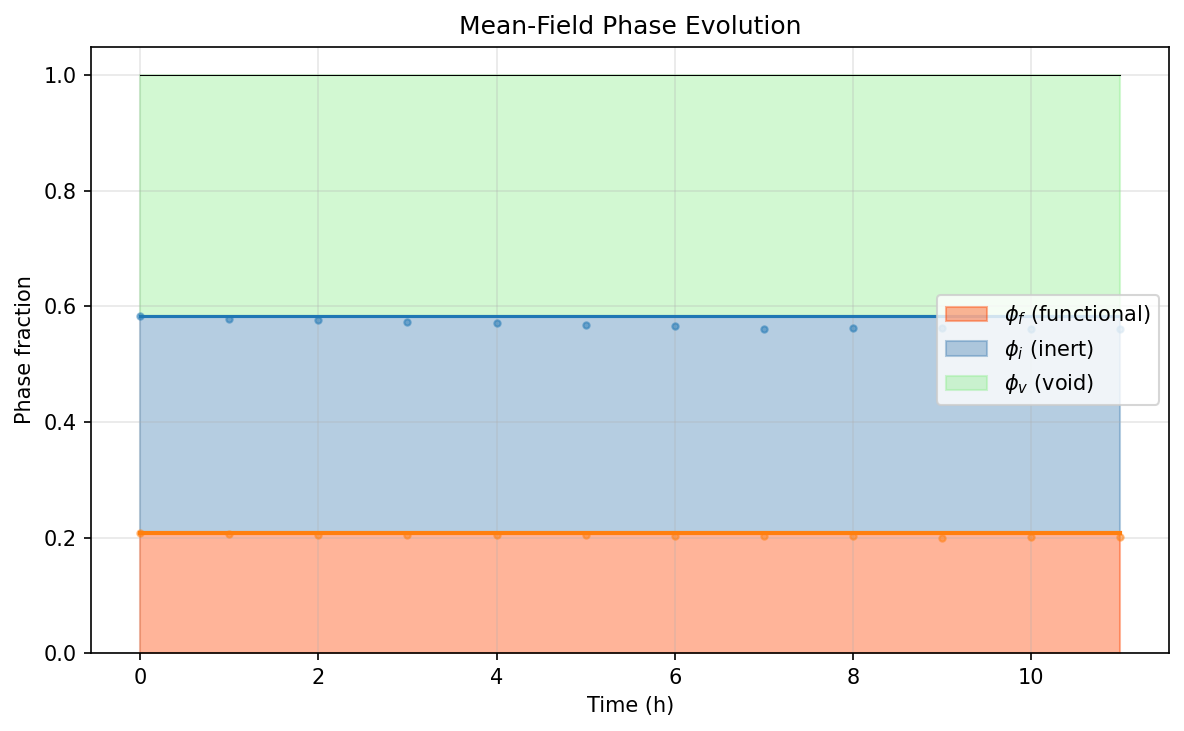 Mean-Field Phase Evolution
Phase fraction
1.0
0.8
0.6
0.4
0.2
0.0
ϕf (functional)
ϕi (inert)
ϕv (void)
0 2 4 6 8 10
Time (h)